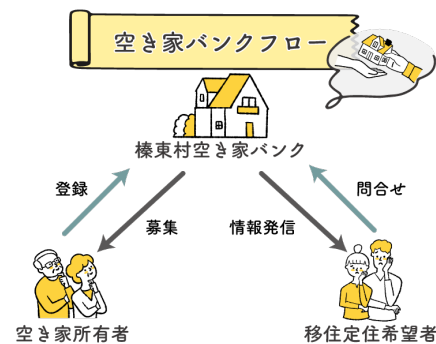 空き家バンクフロー
榛東村空き家バンク
登録
募集
情報発信
問合せ
空き家所有者
移住定住希望者